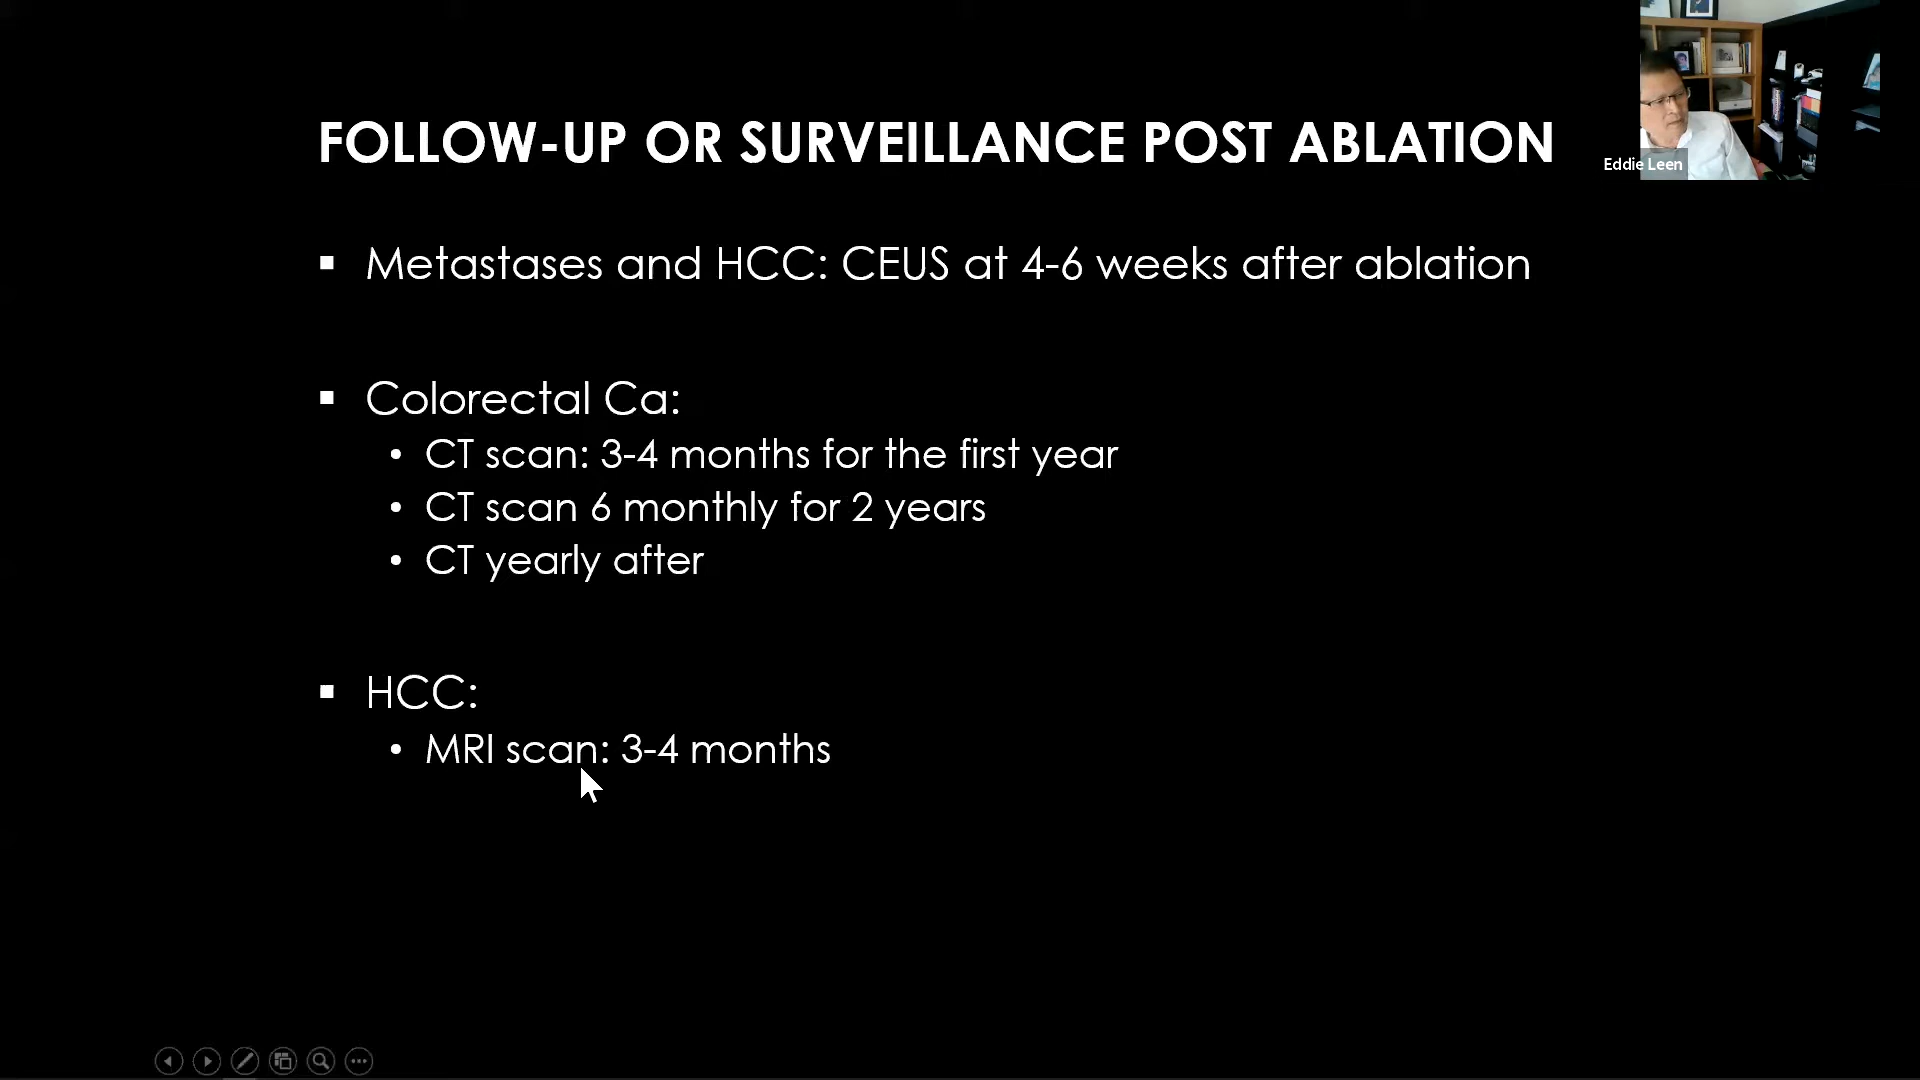 FOLLOW-UP OR SURVEILLANCE POST ABLATION
Eddie Leen
▪ Metastases and HCC: CEUS at 4-6 weeks after ablation
▪ Colorectal Ca:
• CT scan: 3-4 months for the first year
• CT scan 6 monthly for 2 years
• CT yearly after
▪ HCC:
• MRI scan: 3-4 months